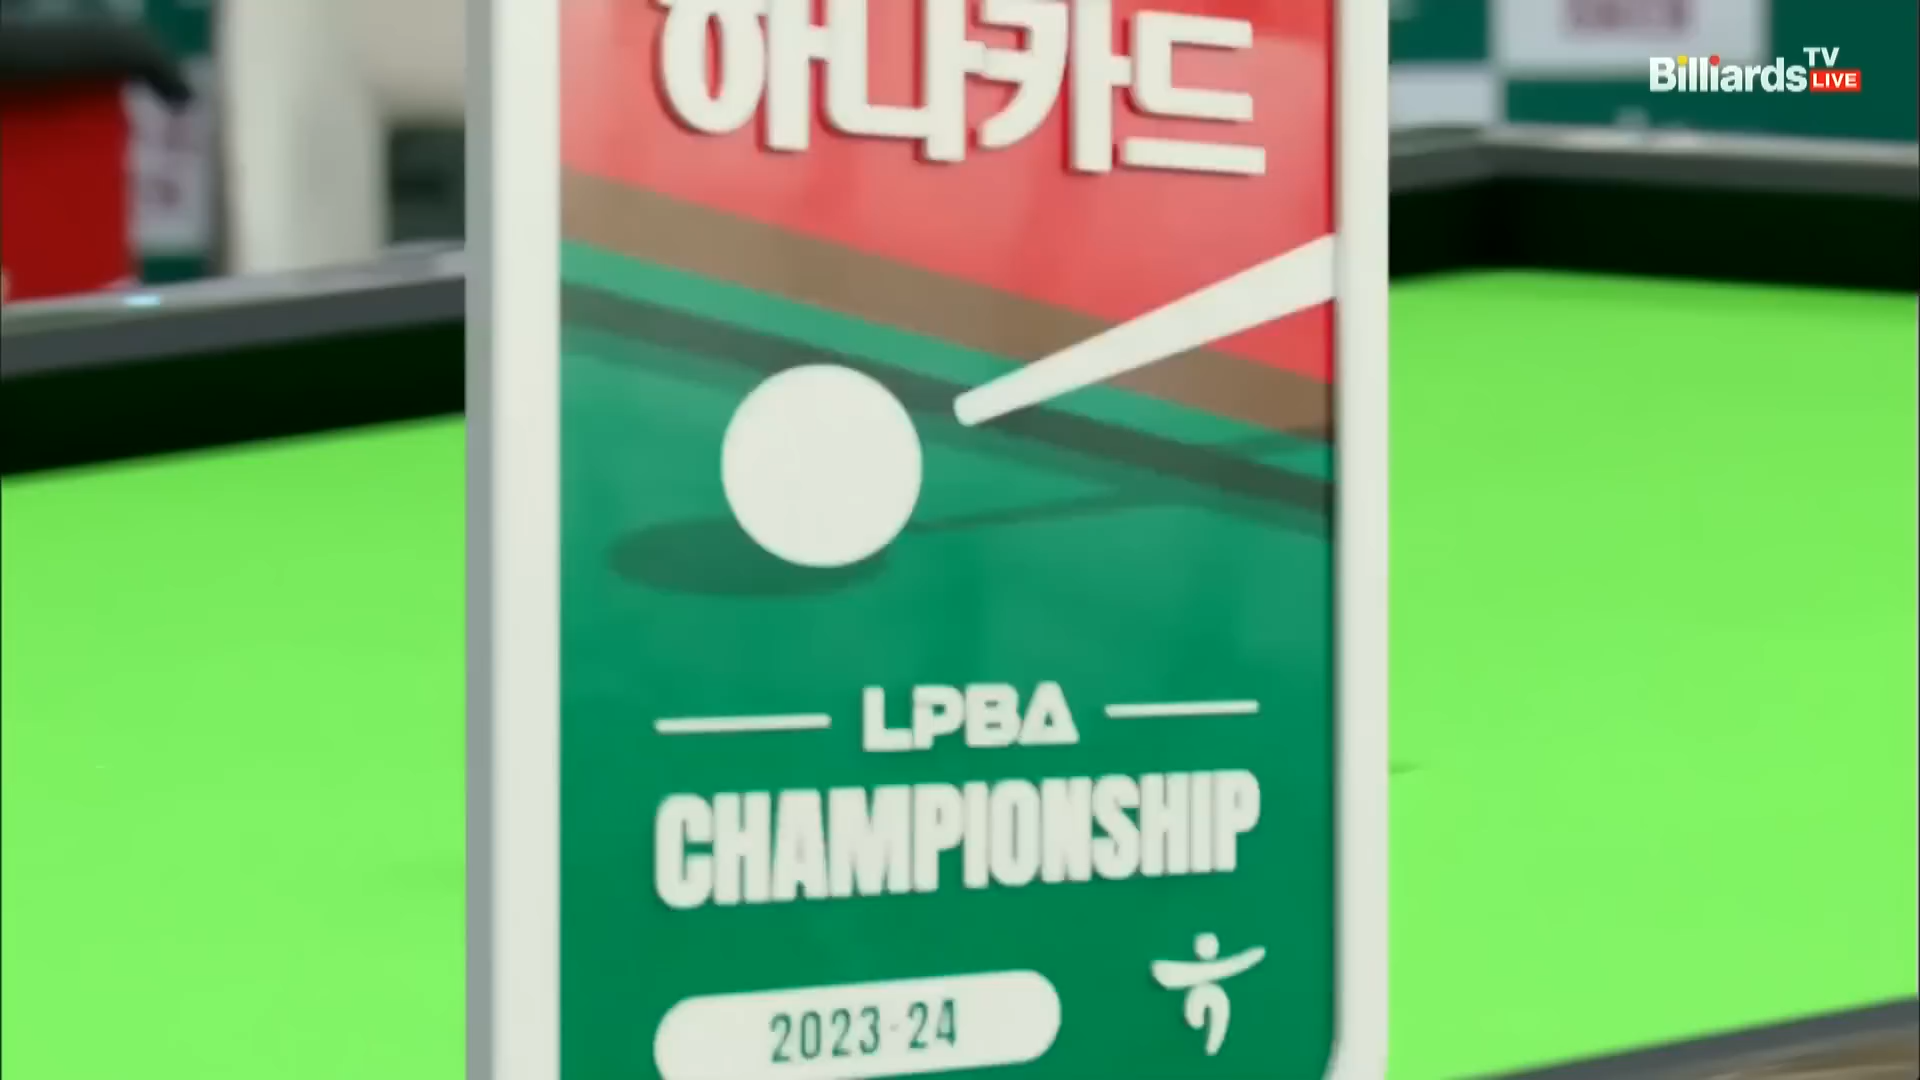 하나카드
Billiards TV
LIVE
LPBA
CHAMPIONSHIP
2023-24